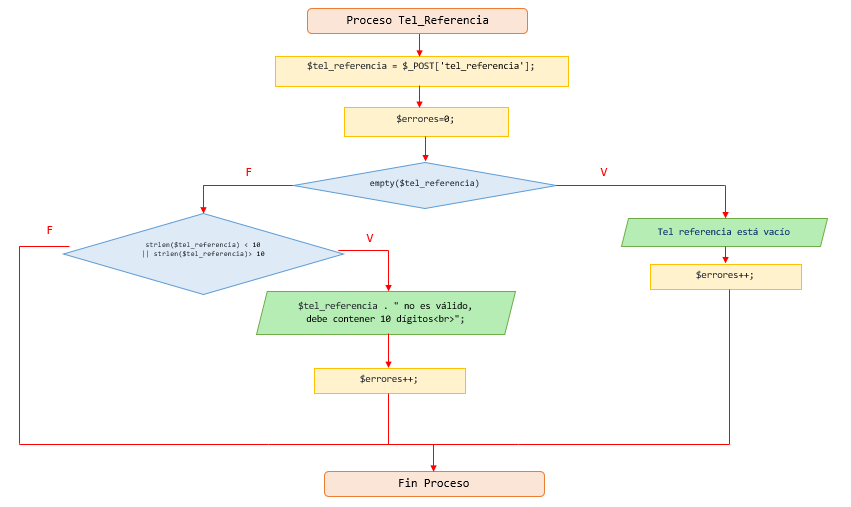 Proceso Tel_Referencia
$tel_referencia = $_POST['tel_referencia'];
$errores=0;
empty($tel_referencia)
F
V
strlen($tel_referencia) < 10
|| strlen($tel_referencia)> 10
F
V
Tel referencia está vacío
$errores++;
$tel_referencia . " no es válido,
debe contener 10 dígitos<br>";
$errores++;
Fin Proceso